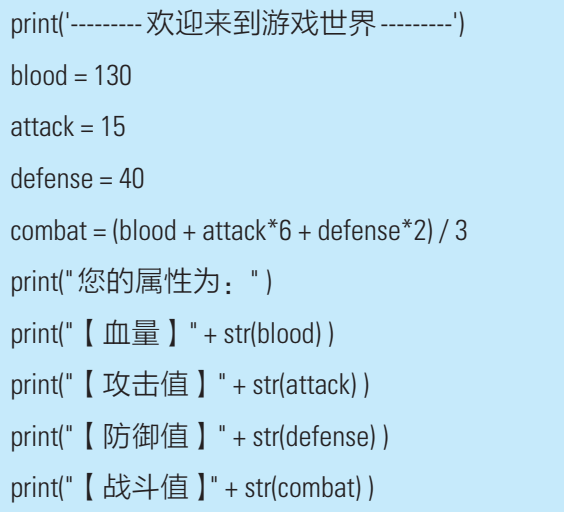 print('---------欢迎来到游戏世界---------')
blood = 130
attack = 15
defense = 40
combat = (blood + attack*6 + defense*2) / 3
print("您的属性为：" )
print("【 血量 】" + str(blood) )
print("【 攻击值 】" + str(attack) )
print("【 防御值 】" + str(defense) )
print("【 战斗值 】" + str(combat) )